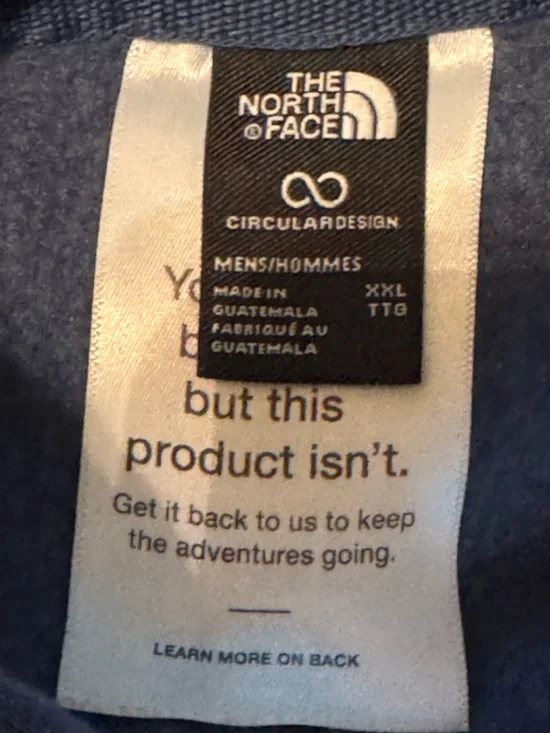 THE
NORTH
FACE
CIRCULARDESIGN
MENS/HOMMES
MADE IN XXL
GUATEMALA TTG
FABRIQUÉ AU
GUATEMALA
but this
product isn't.
Get it back to us to keep
the adventures going.
LEARN MORE ON BACK